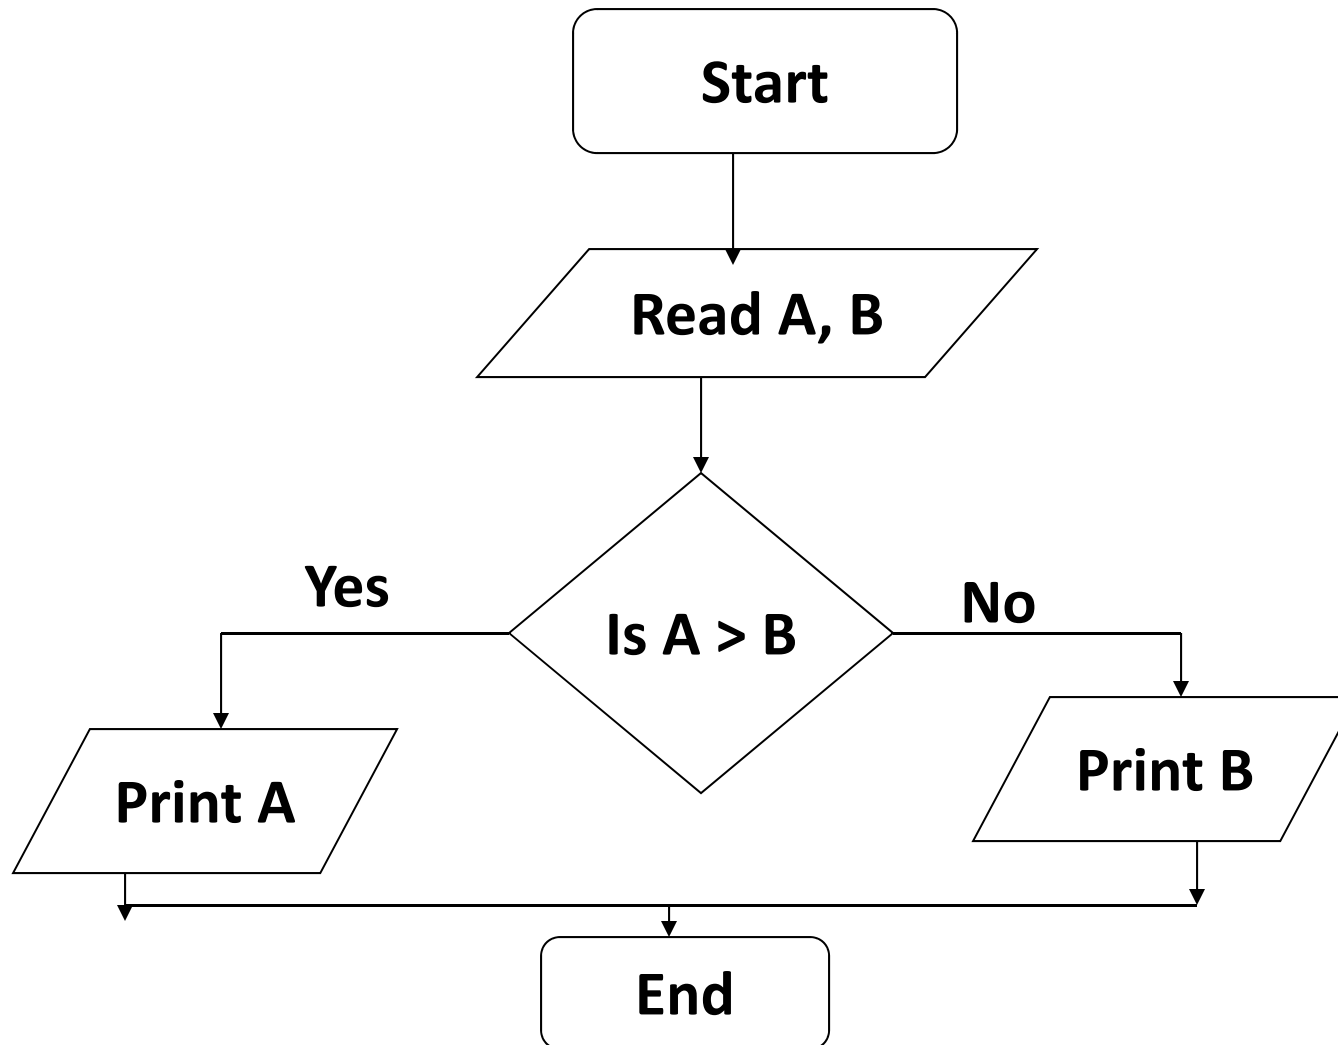 Start
Read A, B
Yes
No
Is A > B
Print B
Print A
End